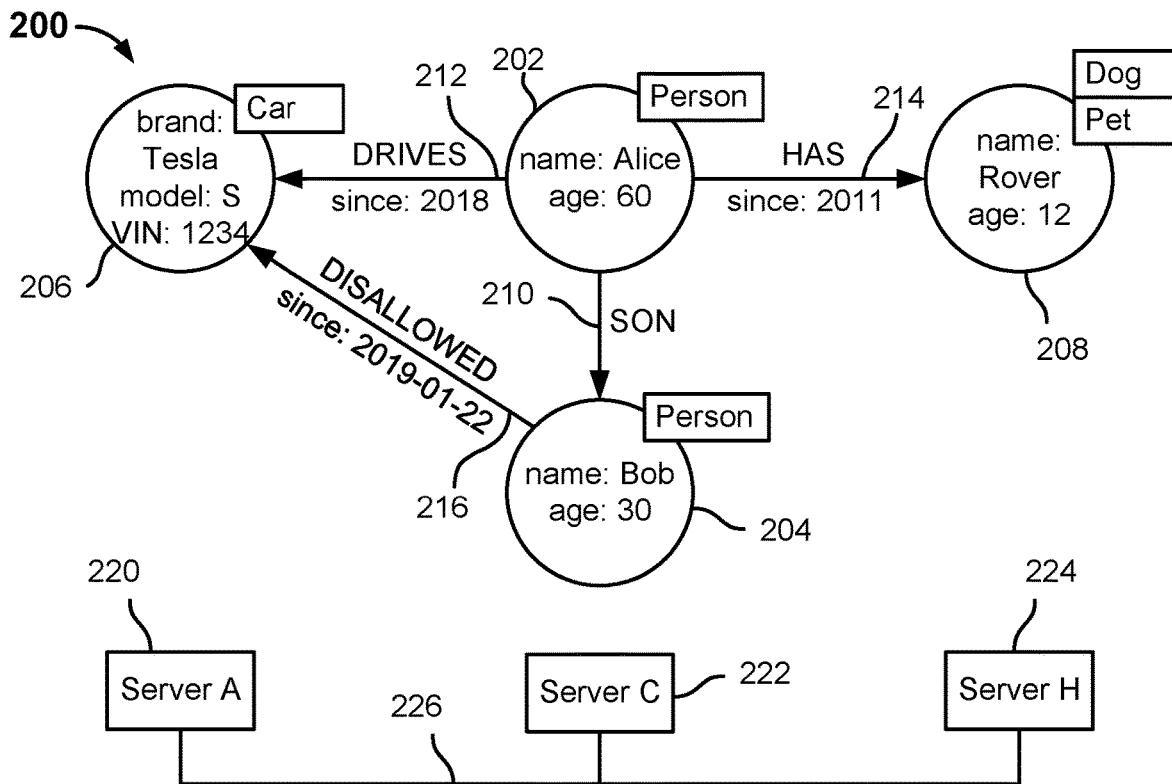 200
202
Dog
Pet
212
Person
214
Car
brand:
Tesla
model: S
VIN: 1234
DRIVES
since: 2018
name: Alice
age: 60
HAS
since: 2011
name:
Rover
age: 12
206
DISALLOWED
since: 2019-01-22
210
SON
208
216
Person
name: Bob
age: 30
204
220
224
Server A
Server C
222
Server H
226